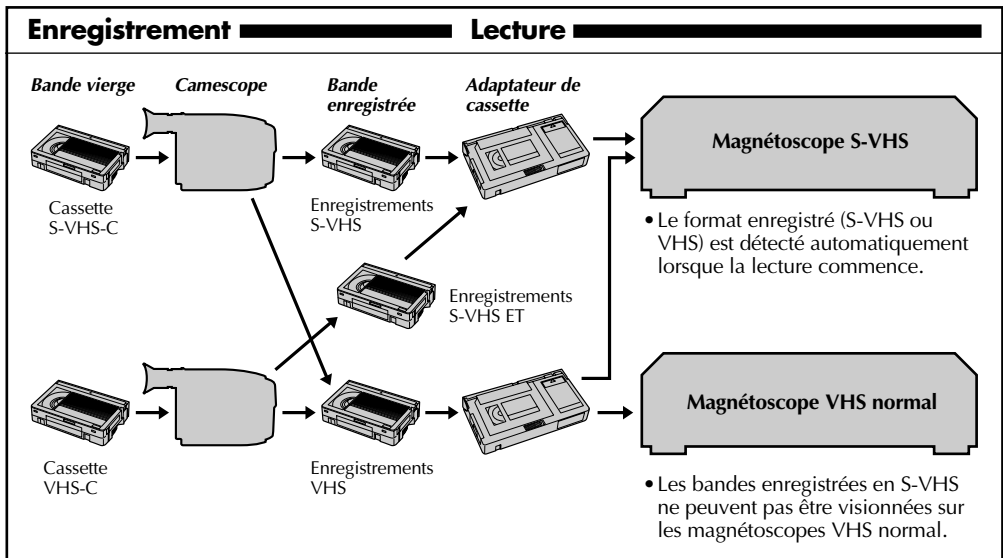 Enregistrement
Lecture
Bande vierge
Camescope
Bande
enregistrée
Adaptateur de
cassette
Cassette
S-VHS-C
Enregistrements
S-VHS
Magnétoscope S-VHS
• Le format enregistré (S-VHS ou
VHS) est détecté automatiquement
lorsque la lecture commence.
Enregistrements
S-VHS ET
Cassette
VHS-C
Enregistrements
VHS
Magnétoscope VHS normal
• Les bandes enregistrées en S-VHS
ne peuvent pas être visionnées sur
les magnétoscopes VHS normal.